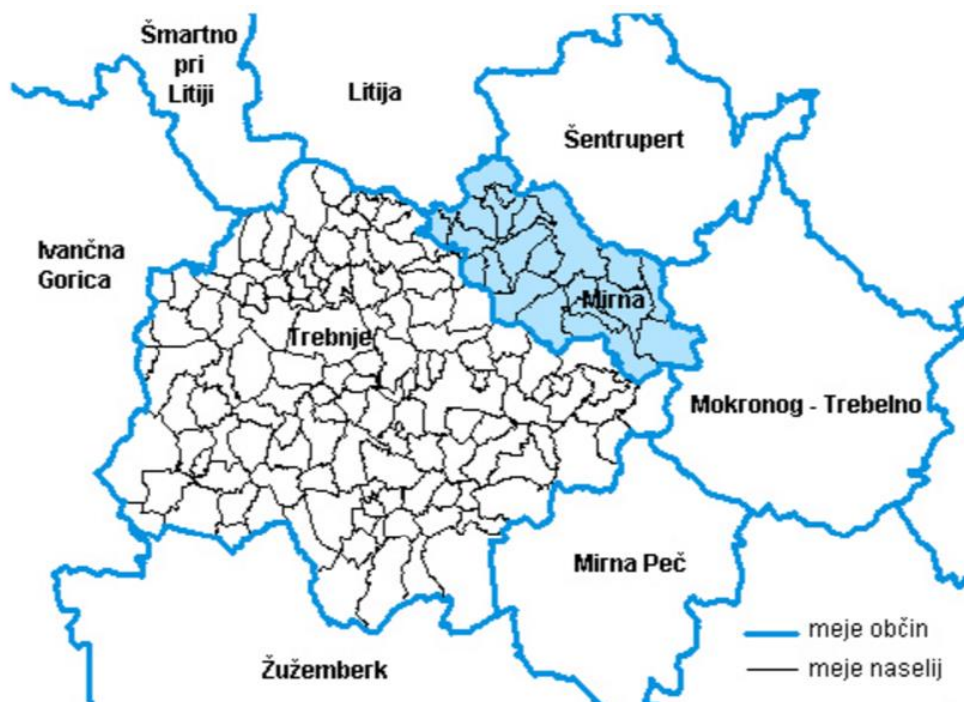 Šmartno
pri
Litiji
Litija
Šentrupert
Ivančna
Gorica
Mirna
Trebnje
Mokronog - Trebelno
Mirna Peč
Žužemberk
meje občin
meje naselij